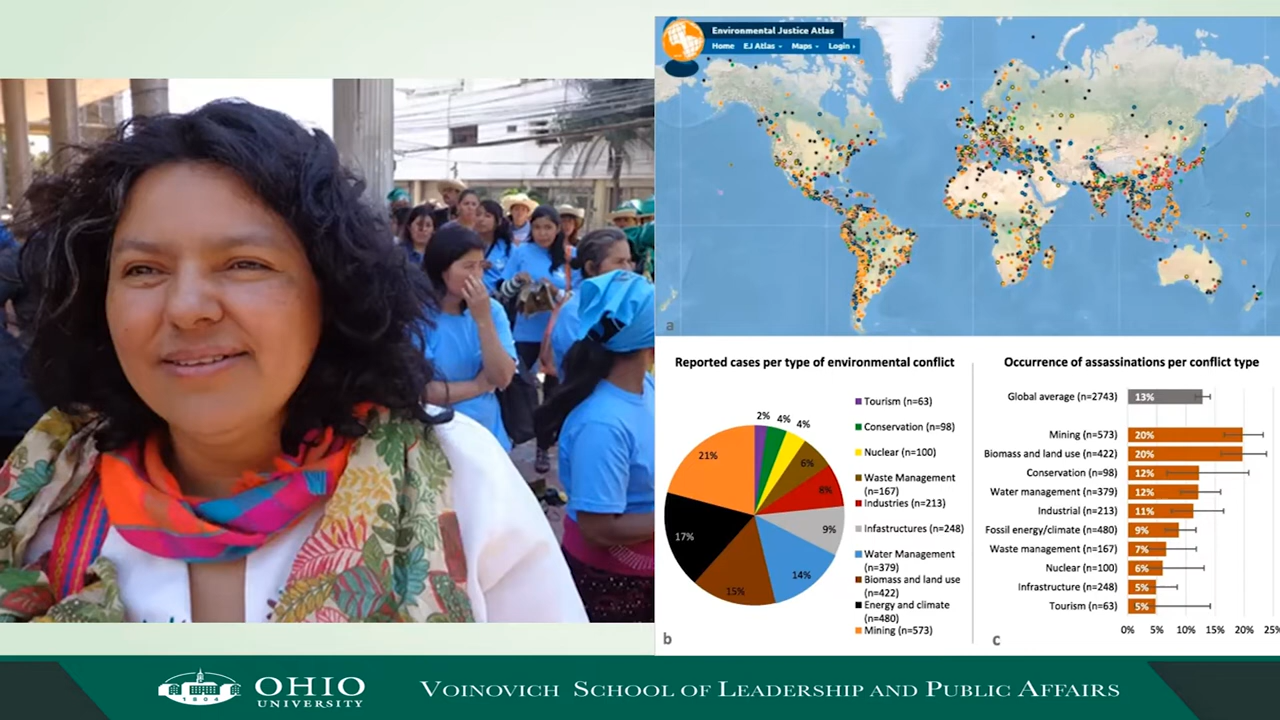 Environmental Justice Atlas
Home EJ Atlas Maps Login ›
a
Reported cases per type of environmental conflict
2%
4%
4%
6%
8%
9%
14%
15%
17%
21%
Tourism (n=63)
Conservation (n=98)
Nuclear (n=100)
Waste Management
(n=167)
Industries (n=213)
Infastructures (n=248)
Water Management
(n=379)
Biomass and land use
(n=422)
Energy and climate
(n=480)
Mining (n=573)
b
Occurrence of assassinations per conflict type
Global average (n=2743) 13%
Mining (n=573) 20%
Biomass and land use (n=422) 20%
Conservation (n=98) 12%
Water management (n=379) 12%
Industrial (n=213) 11%
Fossil energy/climate (n=480) 9%
Waste management (n=167) 7%
Nuclear (n=100) 6%
Infrastructure (n=248) 5%
Tourism (n=63) 5%
0% 5% 10% 15% 20% 25%
c
1804
OHIO
UNIVERSITY
VOINOVICH SCHOOL OF LEADERSHIP AND PUBLIC AFFAIRS